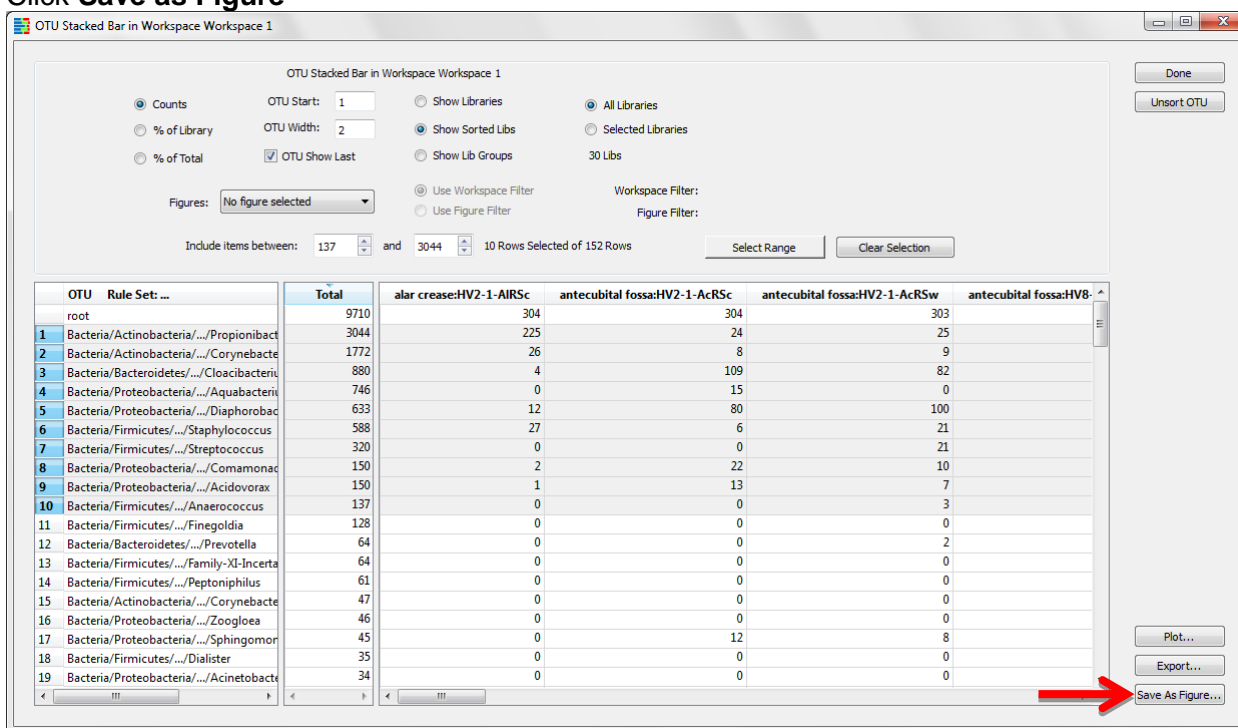 Click Save as Figure
OTU Stacked Bar in Workspace Workspace 1
OTU Stacked Bar in Workspace Workspace 1
Done
Counts OTU Start: 1 Show Libraries All Libraries
Unsort OTU
% of Library OTU Width: 2 Show Sorted Libs Selected Libraries
% of Total OTU Show Last Show Lib Groups 30 Libs
Figures: No figure selected Use Workspace Filter Workspace Filter:
Use Figure Filter Figure Filter:
Include items between: 137 and 3044 10 Rows Selected of 152 Rows Select Range Clear Selection
OTU Rule Set: ... Total alar crease:HV2-1-AlRSc antecubital fossa:HV2-1-AcRSc antecubital fossa:HV2-1-AcRSw antecubital fossa:HV8-
root 9710 304 304 303
1 Bacteria/Actinobacteria/.../Propionibact 3044 225 24 25
2 Bacteria/Actinobacteria/.../Corynebacte 1772 26 8 9
3 Bacteria/Bacteroidetes/.../Cloacibacteriu 880 4 109 82
4 Bacteria/Proteobacteria/.../Aquabacteriu 746 0 15 0
5 Bacteria/Proteobacteria/.../Diaphorobac 633 12 80 100
6 Bacteria/Firmicutes/.../Staphylococcus 588 27 6 21
7 Bacteria/Firmicutes/.../Streptococcus 320 0 0 21
8 Bacteria/Proteobacteria/.../Comamonad 150 2 22 10
9 Bacteria/Proteobacteria/.../Acidovorax 150 1 13 7
10 Bacteria/Firmicutes/.../Anaerococcus 137 0 0 3
11 Bacteria/Firmicutes/.../Finegoldia 128 0 0 0
12 Bacteria/Bacteroidetes/.../Prevotella 64 0 0 2
13 Bacteria/Firmicutes/.../Family-XI-Incerta 64 0 0 0
14 Bacteria/Firmicutes/.../Peptoniphilus 61 0 0 0
15 Bacteria/Actinobacteria/.../Corynebacte 47 0 0 0
16 Bacteria/Proteobacteria/.../Zoogloea 46 0 0 0
17 Bacteria/Proteobacteria/.../Sphingomon 45 0 12 8
18 Bacteria/Firmicutes/.../Dialister 35 0 0 0
19 Bacteria/Proteobacteria/.../Acinetobacte 34 0 0 0
Plot...
Export...
Save As Figure...